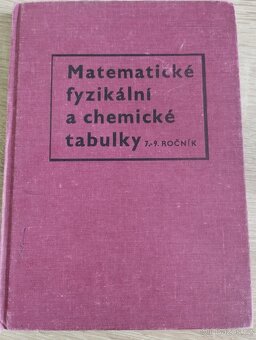 Matematické
fyzikální
a chemické
tabulky 7.-9. ROČNÍK